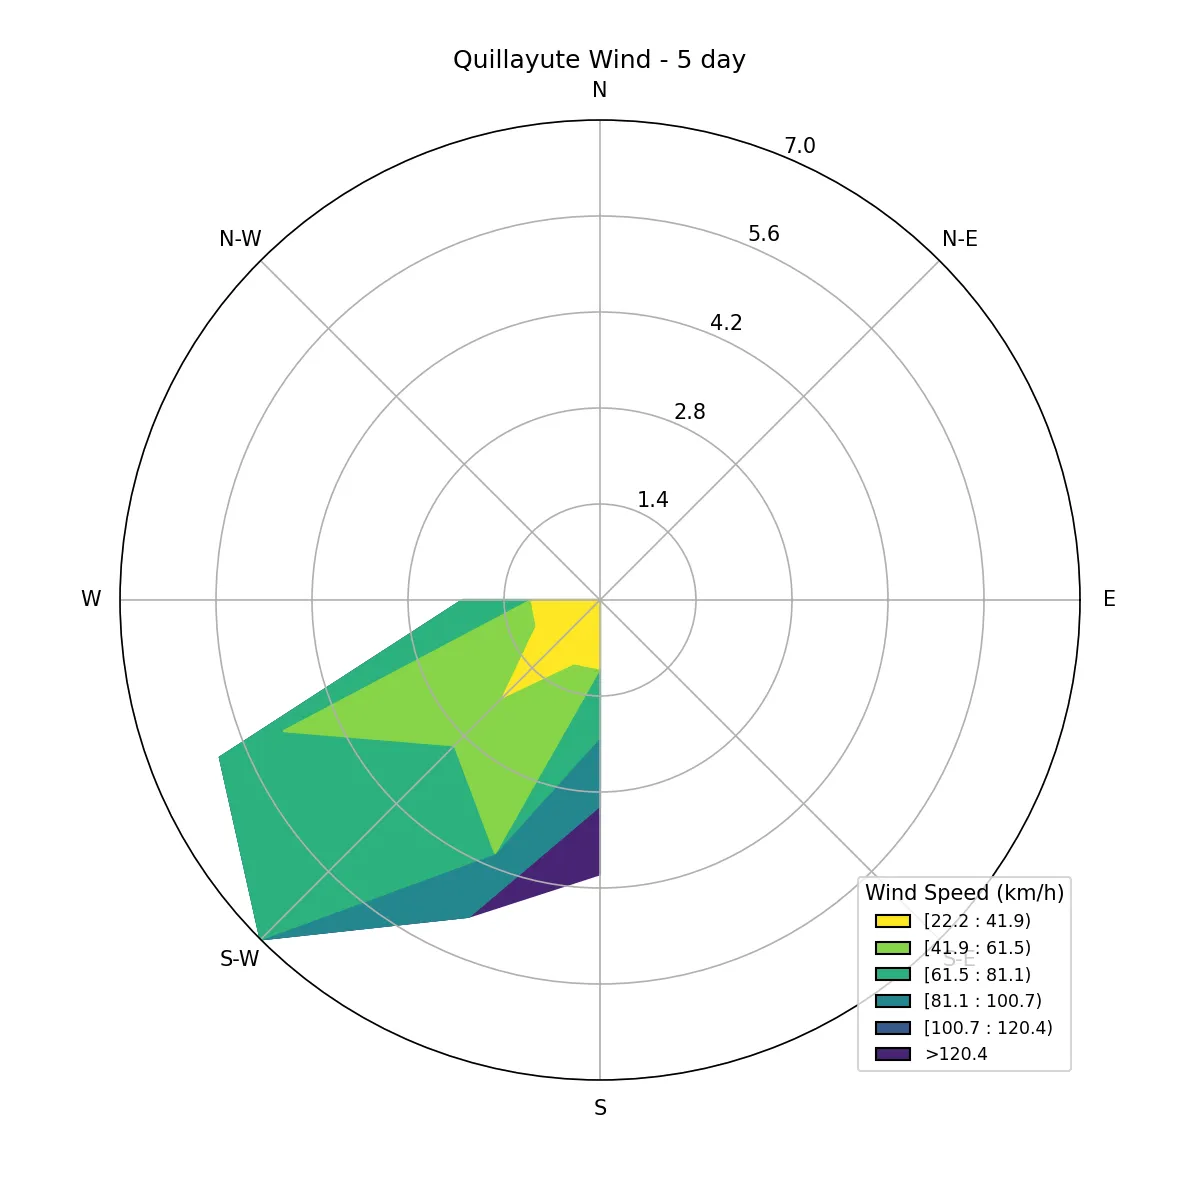 Quillayute Wind - 5 day
N
7.0
N-W
5.6
N-E
4.2
2.8
1.4
W
E
Wind Speed (km/h)
[22.2 : 41.9)
[41.9 : 61.5)
S-W
S-E
[61.5 : 81.1)
[81.1 : 100.7)
[100.7 : 120.4)
>120.4
S